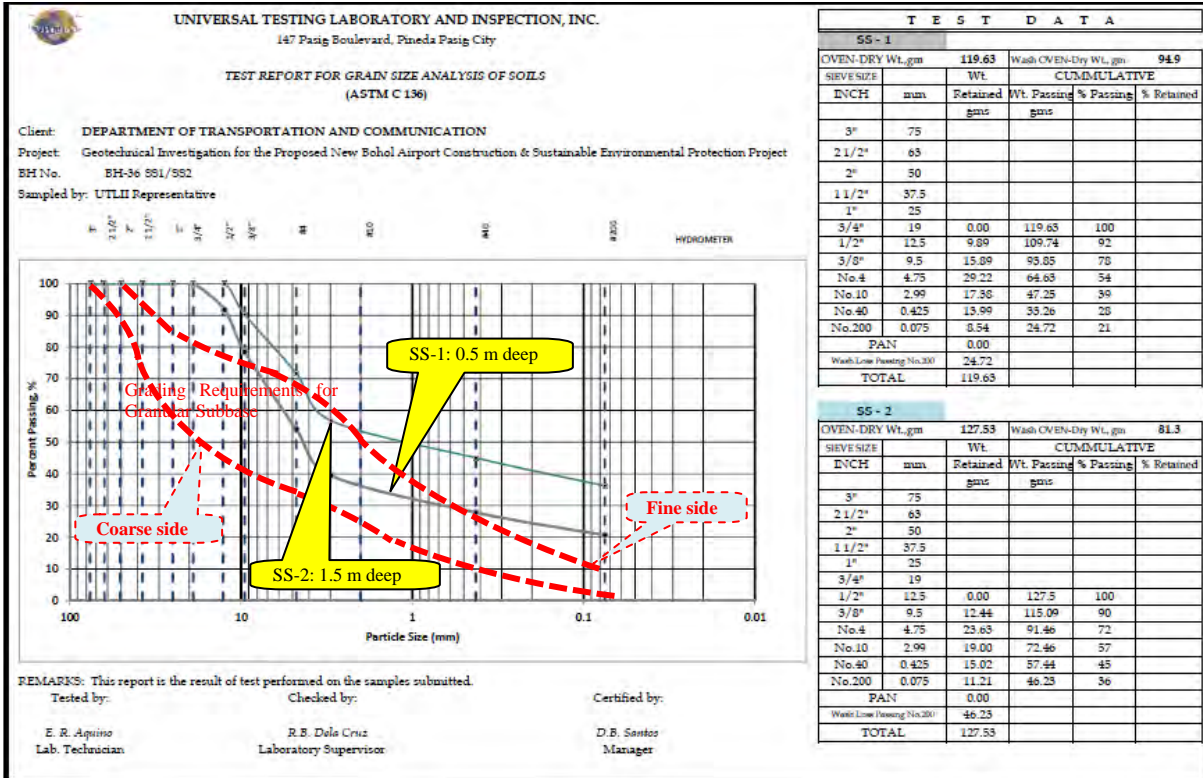 UNIVERSAL TESTING LABORATORY AND INSPECTION, INC.
147 Pasig Boulevard, Pineda Pasig City
TEST REPORT FOR GRAIN SIZE ANALYSIS OF SOILS
(ASTM C 136)
Client: DEPARTMENT OF TRANSPORTATION AND COMMUNICATION
Project: Geotechnical Investigation for the Proposed New Bohol Airport Construction & Sustainable Environmental Protection Project
BH No. BH-36 SS1/SS2
Sampled by: UTLII Representative
3" 2 1/2" 2" 1 1/2" 1" 3/4" 1/2" 3/8" #4 #10 #40 #200 HYDROMETER
Percent Passing, %
100
90
80
70
60
50
40
30
20
10
0
SS-1: 0.5 m deep
Grading Requirements for
Granular Subbase
Coarse side
Fine side
SS-2: 1.5 m deep
100 10 1 0.1 0.01
Particle Size (mm)
REMARKS: This report is the result of test performed on the samples submitted.
Tested by: Checked by: Certified by:
E. R. Aquino R.B. Dela Cruz D.B. Santos
Lab. Technician Laboratory Supervisor Manager
T E S T D A T A
SS - 1
OVEN-DRY Wt.,gm 119.63 Wash OVEN-Dry Wt., gm 94.9
SIEVE SIZE Wt. CUMMULATIVE
INCH mm Retained Wt. Passing % Passing % Retained
gms gms
3" 75
2 1/2" 63
2" 50
1 1/2" 37.5
1" 25
3/4" 19 0.00 119.63 100
1/2" 12.5 9.89 109.74 92
3/8" 9.5 15.89 93.85 78
No.4 4.75 29.22 64.63 54
No.10 2.99 17.38 47.25 39
No.40 0.425 13.99 33.26 28
No.200 0.075 8.54 24.72 21
PAN 0.00
Wash Loss Passing No.200 24.72
TOTAL 119.63
SS - 2
OVEN-DRY Wt.,gm 127.53 Wash OVEN-Dry Wt., gm 81.3
SIEVE SIZE Wt. CUMMULATIVE
INCH mm Retained Wt. Passing % Passing % Retained
gms gms
3" 75
2 1/2" 63
2" 50
1 1/2" 37.5
1" 25
3/4" 19
1/2" 12.5 0.00 127.5 100
3/8" 9.5 12.44 115.09 90
No.4 4.75 23.63 91.46 72
No.10 2.99 19.00 72.46 57
No.40 0.425 15.02 57.44 45
No.200 0.075 11.21 46.23 36
PAN 0.00
Wash Loss Passing No.200 46.23
TOTAL 127.53